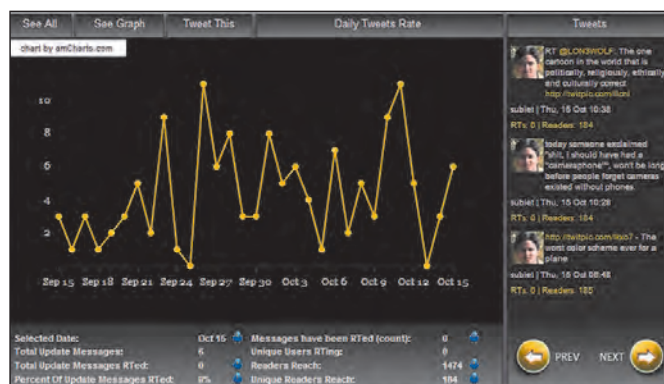 See All
See Graph
Tweet This
Daily Tweets Rate
Tweets
chart by amCharts.com
10
8
6
4
2
Sep 15 Sep 18 Sep 21 Sep 24 Sep 27 Sep 30 Oct 3 Oct 6 Oct 9 Oct 12 Oct 15
Selected Date: Oct 15
Total Update Messages: 6
Total Update Messages RTed: 0
Percent Of Update Messages RTed: 0%
Messages have been RTed (count): 0
Unique Users RTing: 0
Readers Reach: 1474
Unique Readers Reach: 184
RT @LON3WOLF: The one
cartoon in the world that is
politically, religiously, ethically
and culturally correct
sublet | Thu, 15 Oct 10:38
RTs: 0 | Readers: 184
today someone exclaimed
"shit, I should have had a
"cameraphone"", won't be long
before people forget cameras
existed without phones
sublet | Thu, 15 Oct 10:28
RTs: 0 | Readers: 184
- The
worst color scheme ever for a
plane
sublet | Thu, 15 Oct 08:48
RTs: 0 | Readers: 185
PREV NEXT